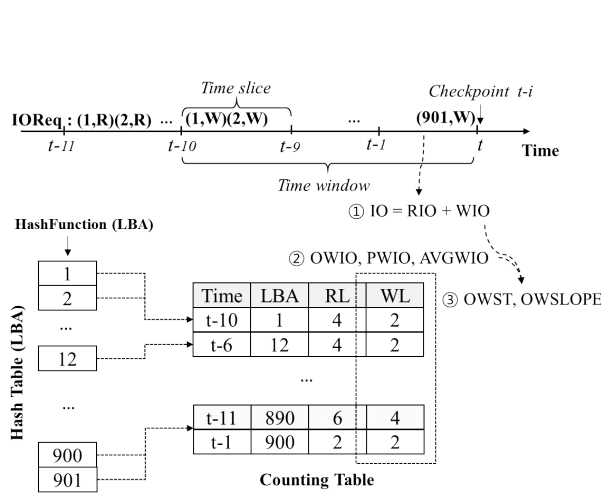 Time slice
Checkpoint t-i
IOReq : (1,R)(2,R) ... (1,W)(2,W) ... (901,W)
t-11 t-10 t-9 t-1 t Time
Time window
① IO = RIO + WIO
HashFunction (LBA)
② OWIO, PWIO, AVGWIO
③ OWST, OWSLOPE
Hash Table (LBA)
1
2
...
12
...
900
901
Time LBA RL WL
t-10 1 4 2
t-6 12 4 2
...
t-11 890 6 4
t-1 900 2 2
Counting Table